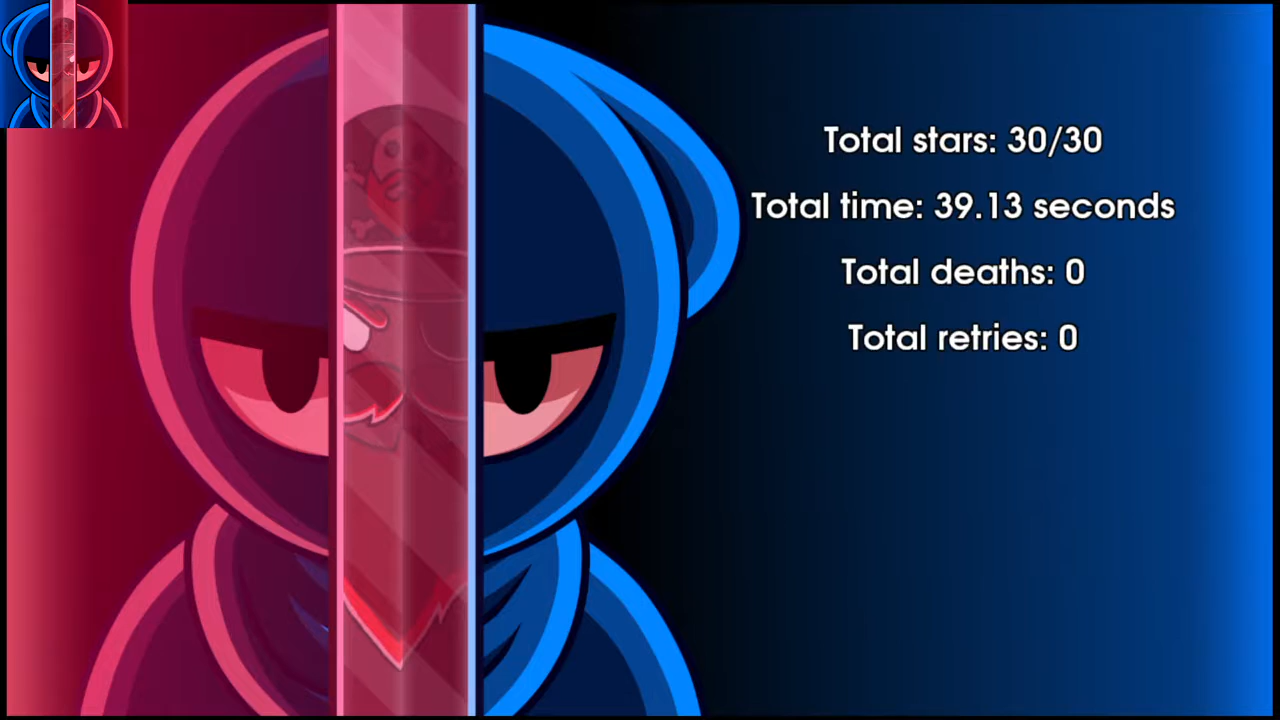 Total stars: 30/30
Total time: 39.13 seconds
Total deaths: 0
Total retries: 0